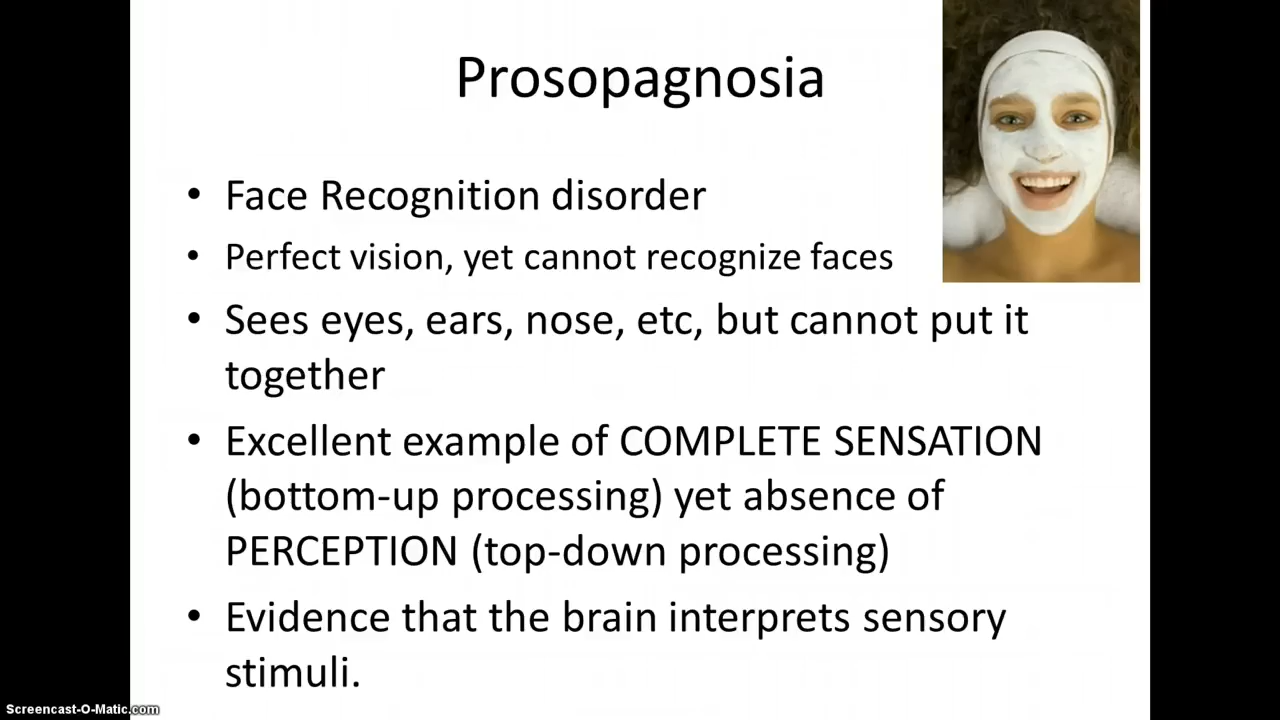 Prosopagnosia
• Face Recognition disorder
• Perfect vision, yet cannot recognize faces
• Sees eyes, ears, nose, etc, but cannot put it
together
• Excellent example of COMPLETE SENSATION
(bottom-up processing) yet absence of
PERCEPTION (top-down processing)
• Evidence that the brain interprets sensory
stimuli.
Screencast-O-Matic.com